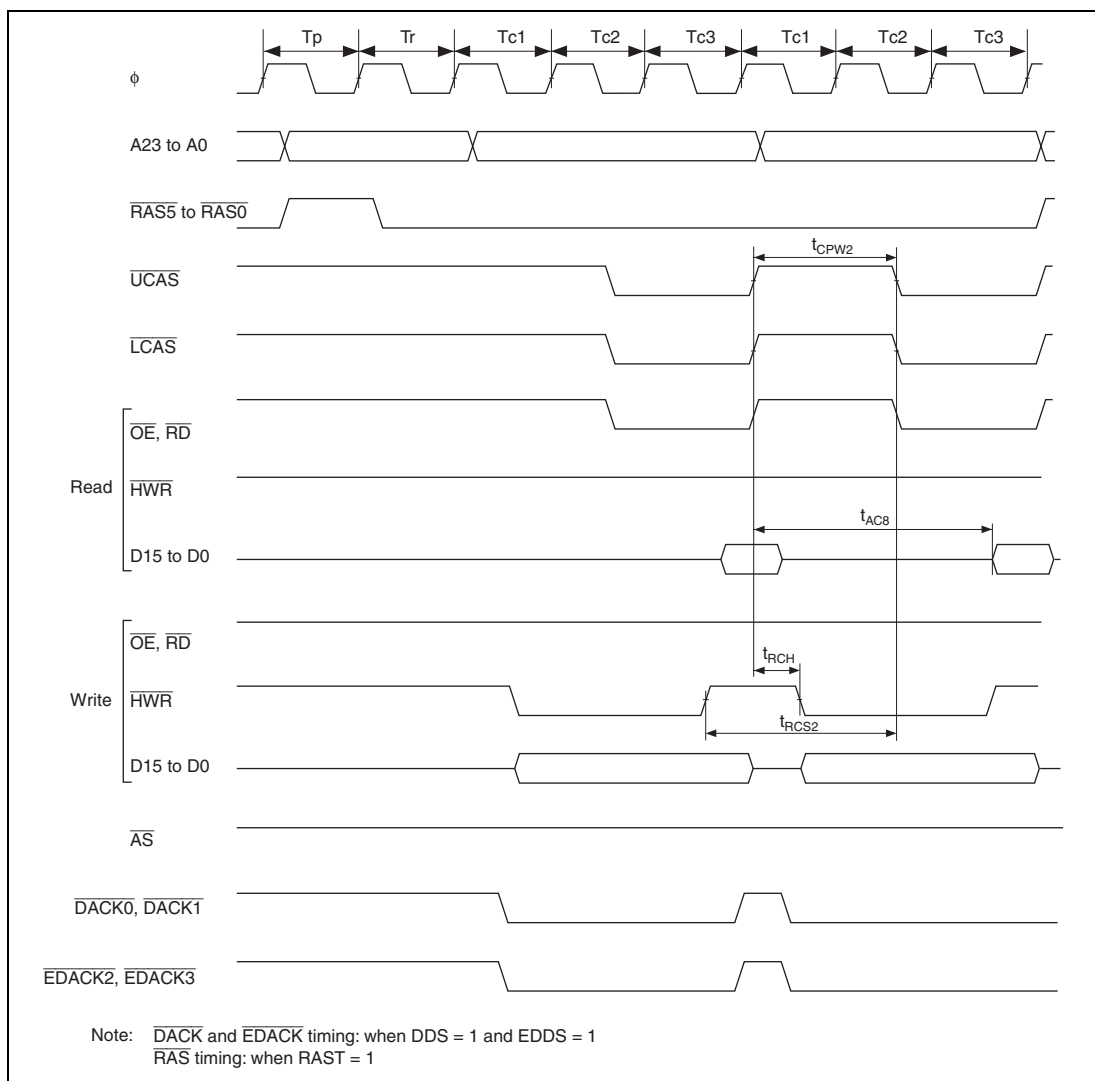 Tp Tr Tc1 Tc2 Tc3 Tc1 Tc2 Tc3
ϕ
A23 to A0
RAS5 to RAS0
tCPW2
UCAS
LCAS
OE, RD
Read
HWR
tAC8
D15 to D0
OE, RD
tRCH
Write
HWR
tRCS2
D15 to D0
AS
DACK0, DACK1
EDACK2, EDACK3
Note: DACK and EDACK timing: when DDS = 1 and EDDS = 1
RAS timing: when RAST = 1